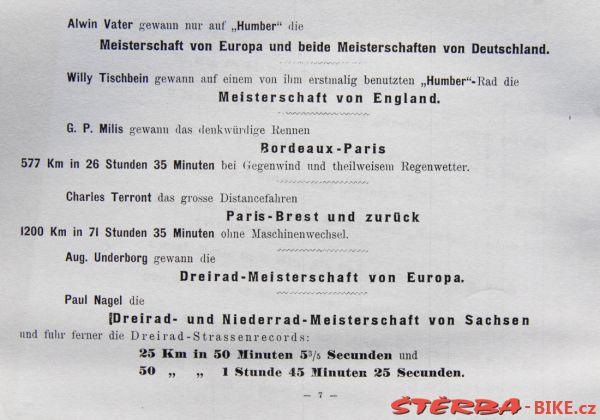 Alwin Vater gewann nur auf „Humber" die
Meisterschaft von Europa und beide Meisterschaften von Deutschland.
Willy Tischbein gewann auf einem von ihm erstmalig benutzten „Humber"-Rad die
Meisterschaft von England.
G. P. Milis gewann das denkwürdige Rennen
Bordeaux-Paris
577 Km in 26 Stunden 35 Minuten bei Gegenwind und theilweisem Regenwetter.
Charles Terront das grosse Distancefahren
Paris-Brest und zurück
1200 Km in 71 Stunden 35 Minuten ohne Maschinenwechsel.
Aug. Underborg gewann die
Dreirad-Meisterschaft von Europa.
Paul Nagel die
Dreirad- und Niederrad-Meisterschaft von Sachsen
und fuhr ferner die Dreirad-Strassenrecords:
25 Km in 50 Minuten 5³/₅ Secunden und
50 „ „ 1 Stunde 45 Minuten 25 Secunden.
– 7 –
ŠTĚRBA-BIKE.cz